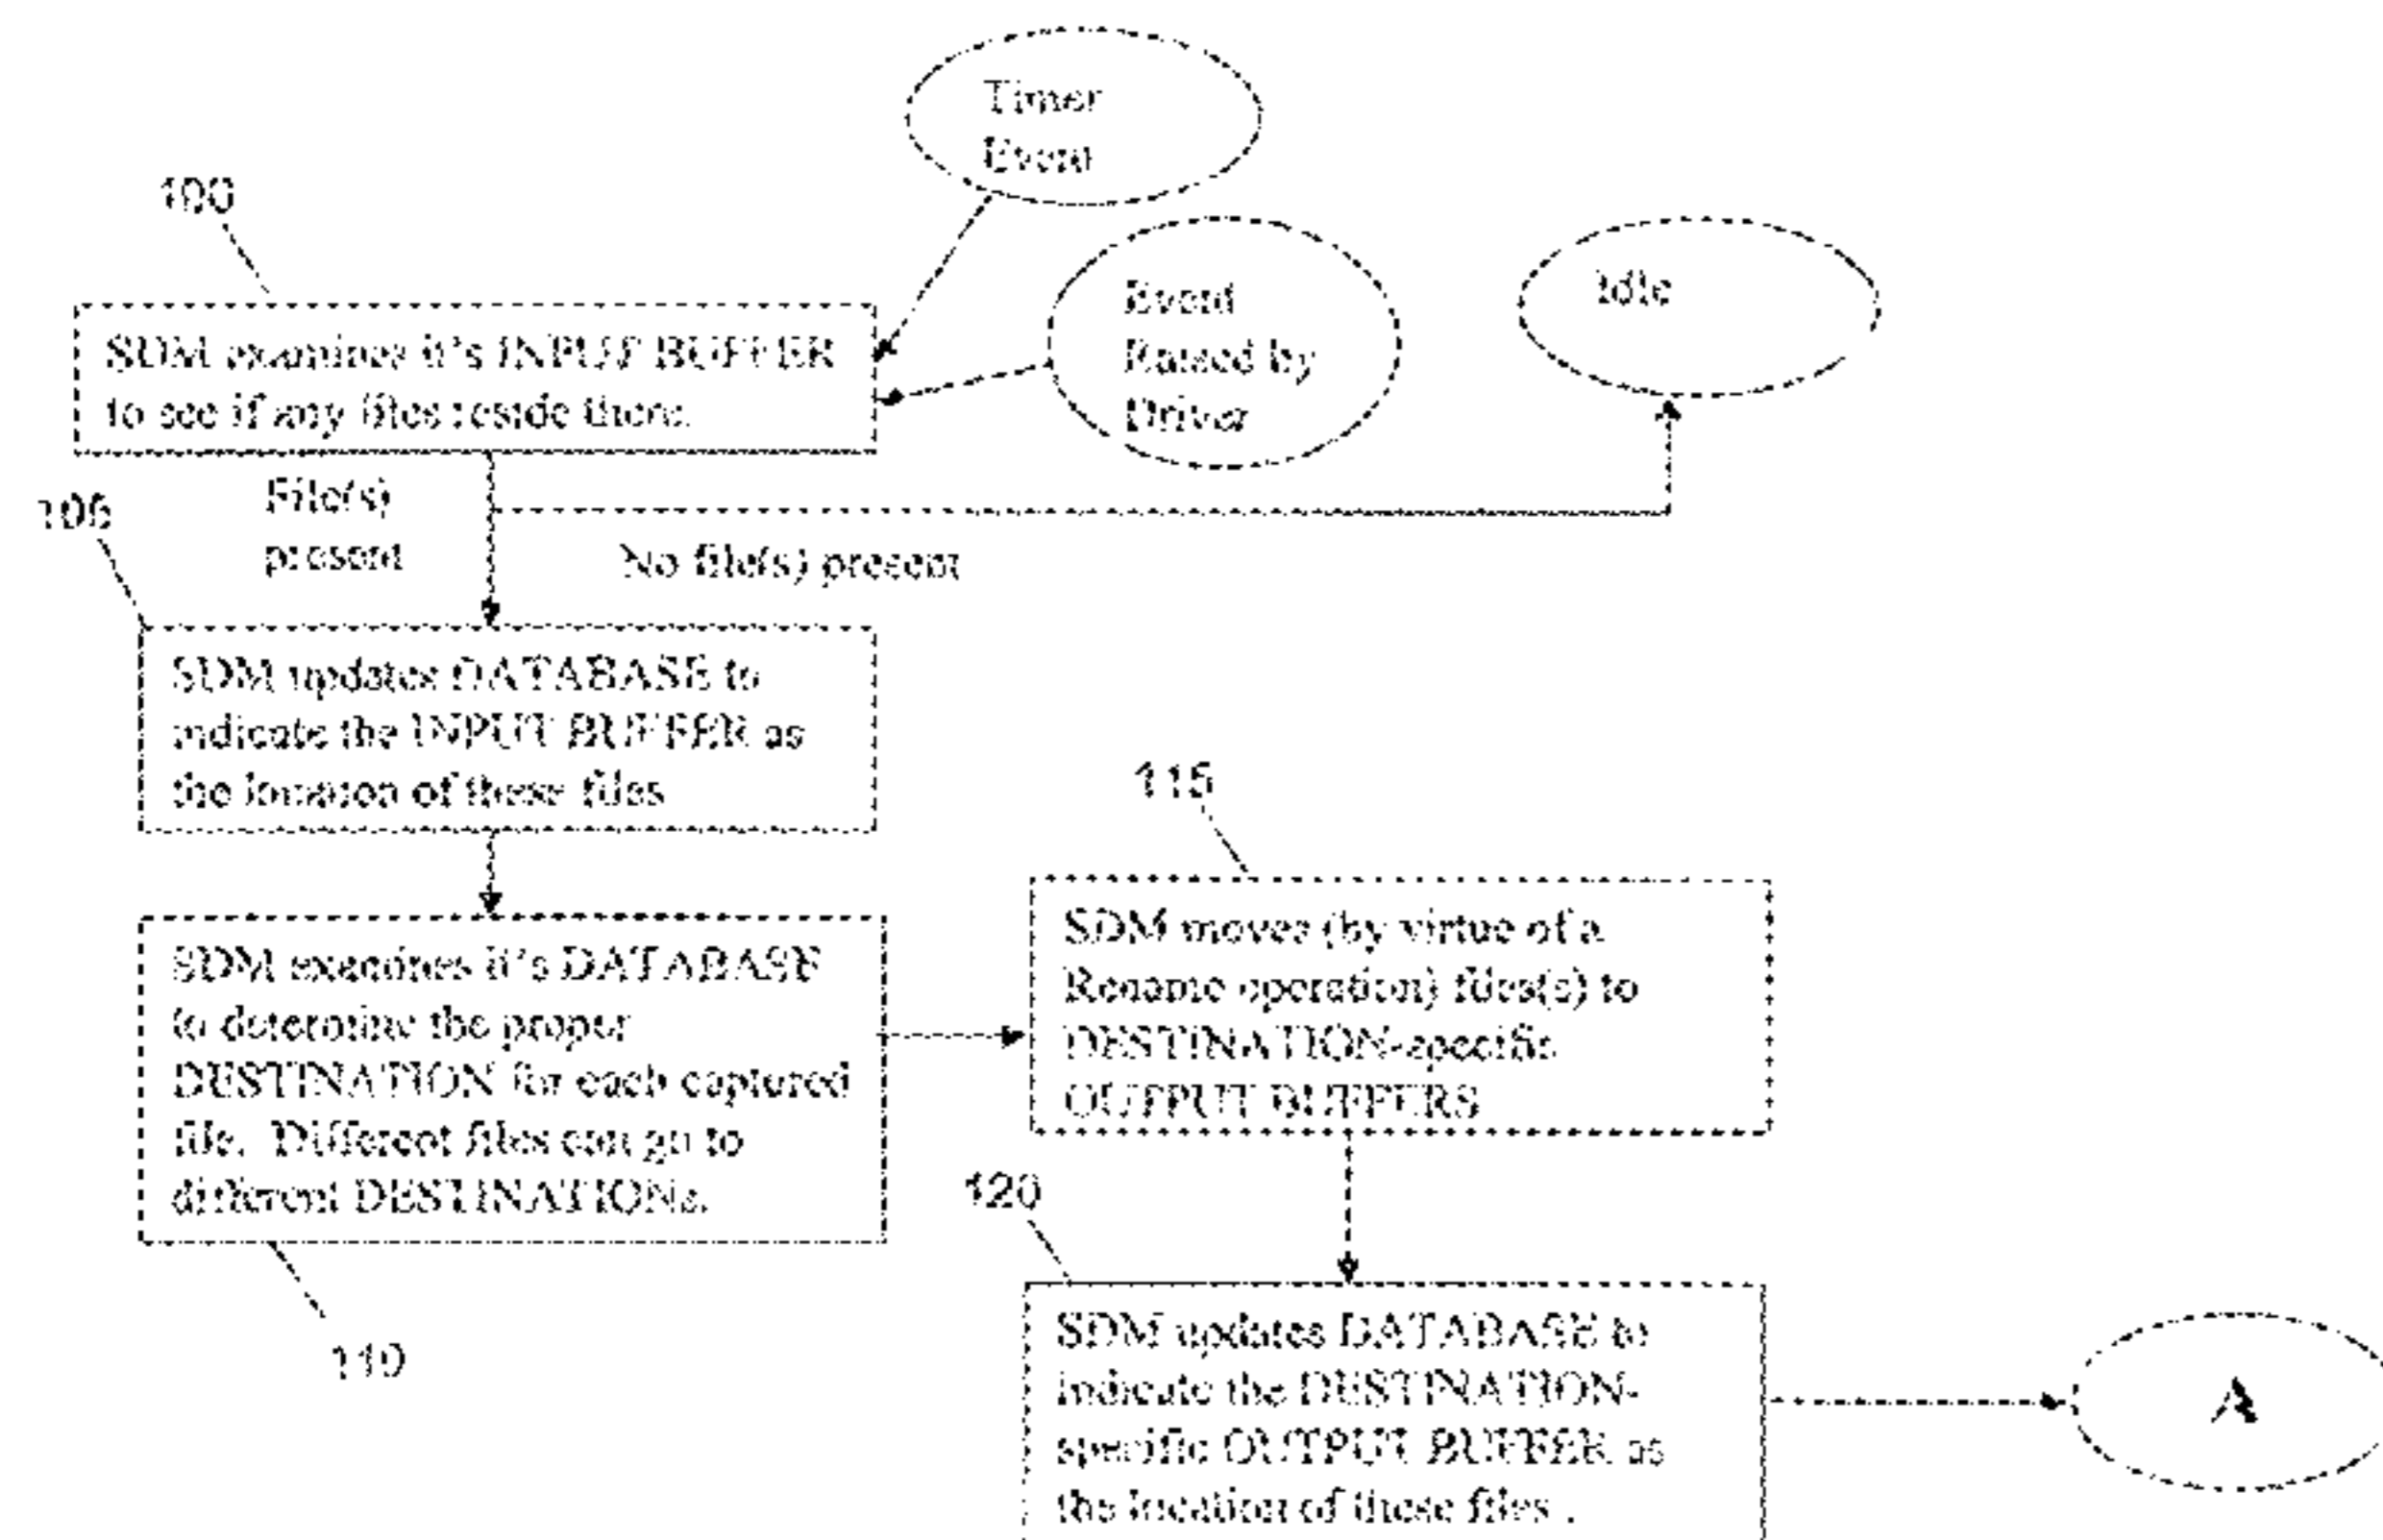 Timer
Event
100
SDM examines it's INPUT BUFFER
to see if any files reside there.
Event
Raised by
Driver
Idle
File(s)
present
105
No file(s) present
SDM updates DATABASE to
indicate the INPUT BUFFER as
the location of these files
115
SDM examines it's DATABASE
to determine the proper
DESTINATION for each captured
file. Different files can go to
different DESTINATIONs.
SDM moves (by virtue of a
Rename operation) files(s) to
DESTINATION-specific
OUTPUT BUFFERS
110
120
SDM updates DATABASE to
indicate the DESTINATION-
specific OUTPUT BUFFER as
the location of these files .
A